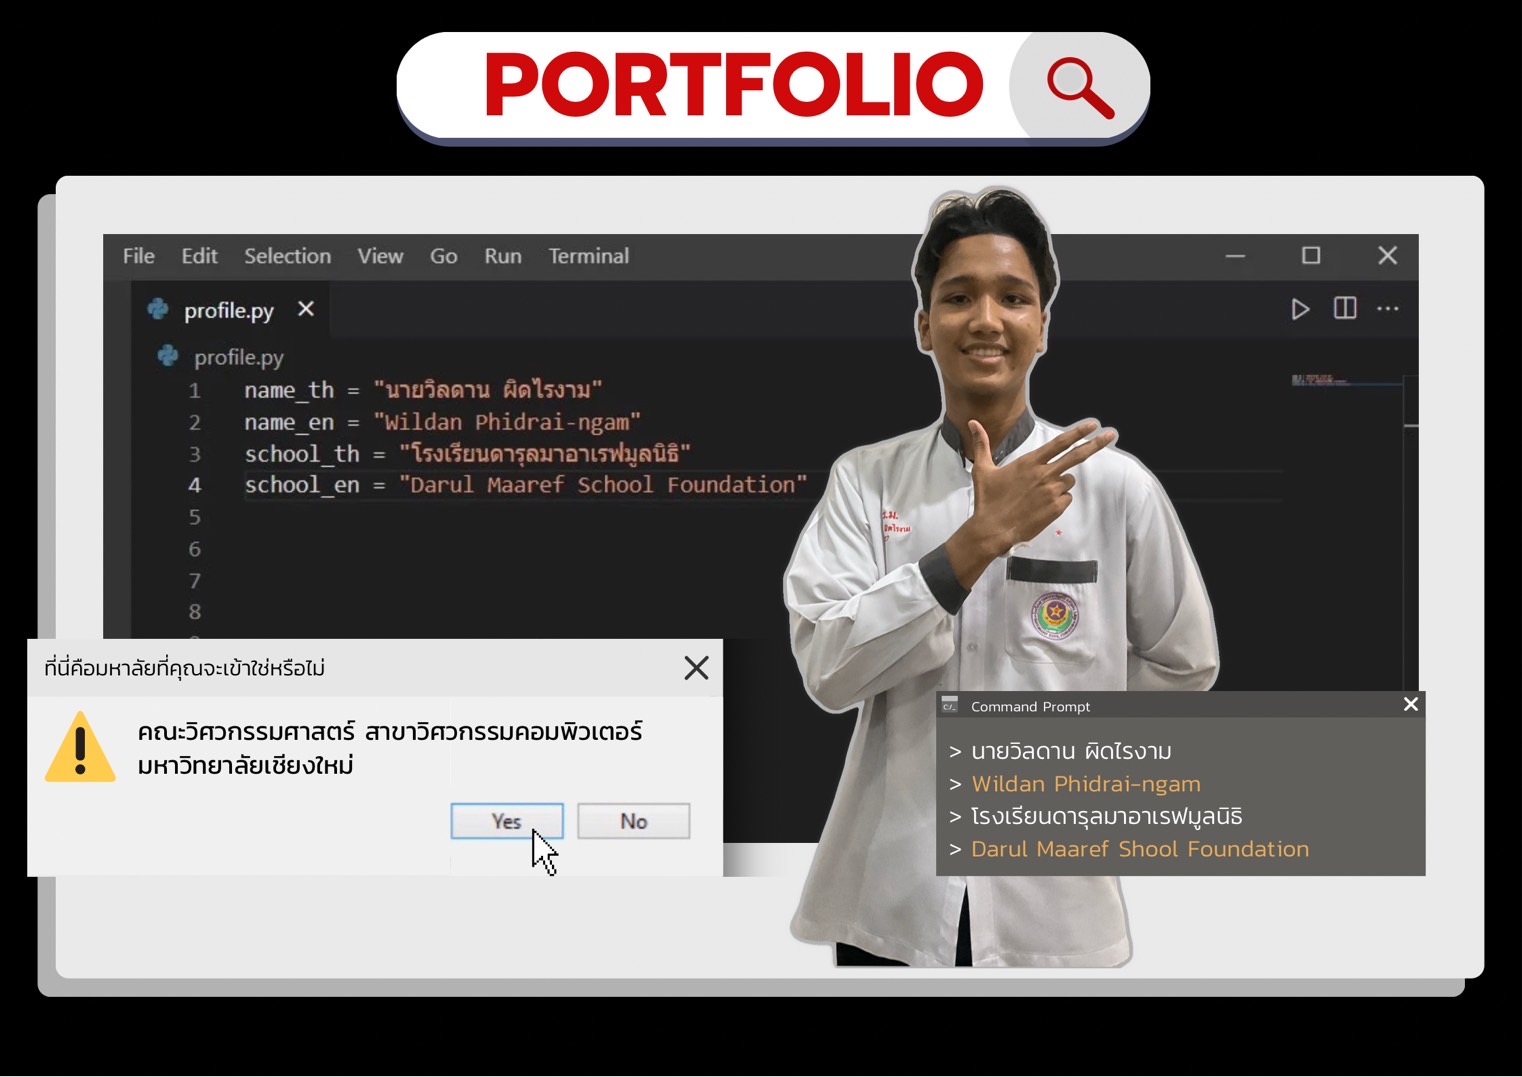 PORTFOLIO
File Edit Selection View Go Run Terminal
profile.py
profile.py
1 name_th = "นายวิลดาน ผิดไรงาม"
2 name_en = "Wildan Phidrai-ngam"
3 school_th = "โรงเรียนดารุลมาอาเรฟมูลนิธิ"
4 school_en = "Darul Maaref School Foundation"
5
6
7
8
ที่นี่คือมหาลัยที่คุณจะเข้าใช่หรือไม่
คณะวิศวกรรมศาสตร์ สาขาวิศวกรรมคอมพิวเตอร์
มหาวิทยาลัยเชียงใหม่
Yes No
Command Prompt
> นายวิลดาน ผิดไรงาม
> Wildan Phidrai-ngam
> โรงเรียนดารุลมาอาเรฟมูลนิธิ
> Darul Maaref Shool Foundation